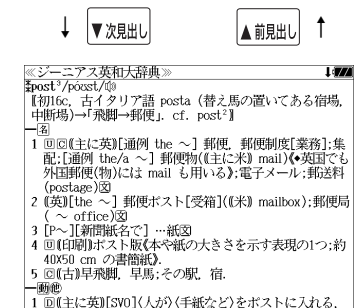 ↓ ▼次見出し ▲前見出し ↑
≪ジーニアス英和大辞典≫
‡post³/póust/
〖初16c, 古イタリア語 posta (替え馬の置いてある宿場,
中断場)→「飛脚→郵便」. cf. post²〗
─名
1 U C ((主に英))[通例 the ～] 郵便, 郵便制度[業務];集
配;[通例 the/a ～] 郵便物(((主に米)) mail)《◆英国でも
外国郵便(物)には mail も用いる》;電子メール;郵送料
(postage)
2 ((英))[the ～] 郵便ポスト[受箱](((米)) mailbox);郵便局
( ～ office)
3 [P～][新聞紙名で] …紙
4 U ((印刷))ポスト版《本や紙の大きさを示す表現の1つ;約
40X50 cm の書簡紙》.
5 C ((古))早飛脚, 早馬;その駅, 宿.
─動他
1 D ((主に英))[SVO]〈人が〉〈手紙など〉をポストに入れる,